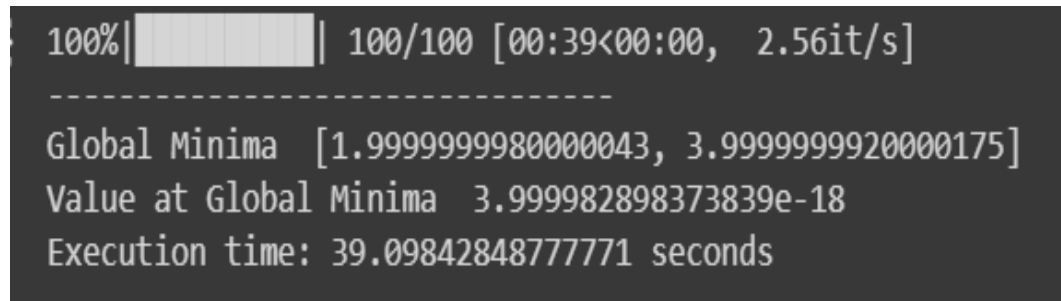 100%|██████████| 100/100 [00:39<00:00, 2.56it/s]
--------------------------------
Global Minima [1.9999999980000043, 3.9999999920000175]
Value at Global Minima 3.999982898373839e-18
Execution time: 39.09842848777771 seconds